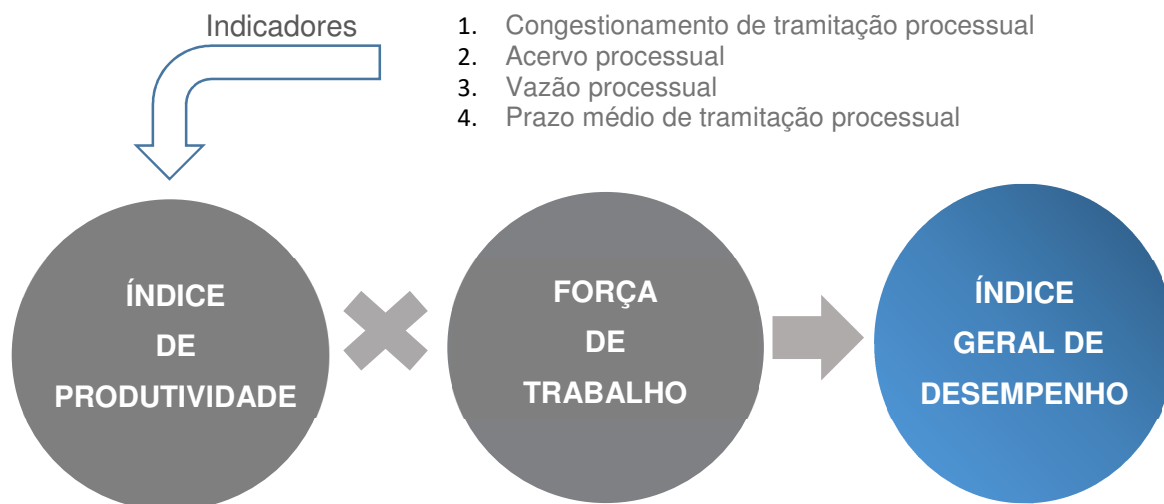 Indicadores
1. Congestionamento de tramitação processual
2. Acervo processual
3. Vazão processual
4. Prazo médio de tramitação processual
ÍNDICE
DE
PRODUTIVIDADE
FORÇA
DE
TRABALHO
ÍNDICE
GERAL DE
DESEMPENHO